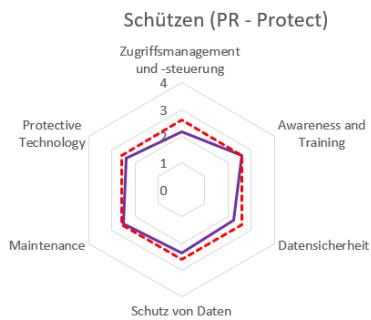 Schützen (PR - Protect)
Zugriffsmanagement
und -steuerung
4
3
2
1
0
Protective
Technology
Awareness and
Training
Maintenance
Datensicherheit
Schutz von Daten